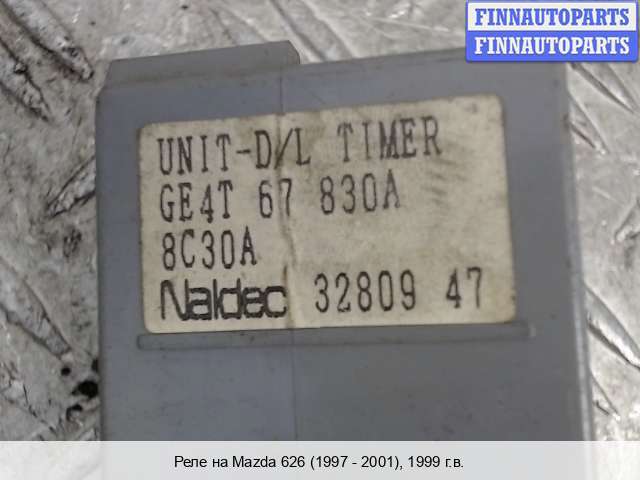 FINNAUTOPARTS
FINNAUTOPARTS
UNIT-D/L TIMER
GE4T 67 830A
8C30A
Naldec 32809 47
Реле на Mazda 626 (1997 - 2001), 1999 г.в.